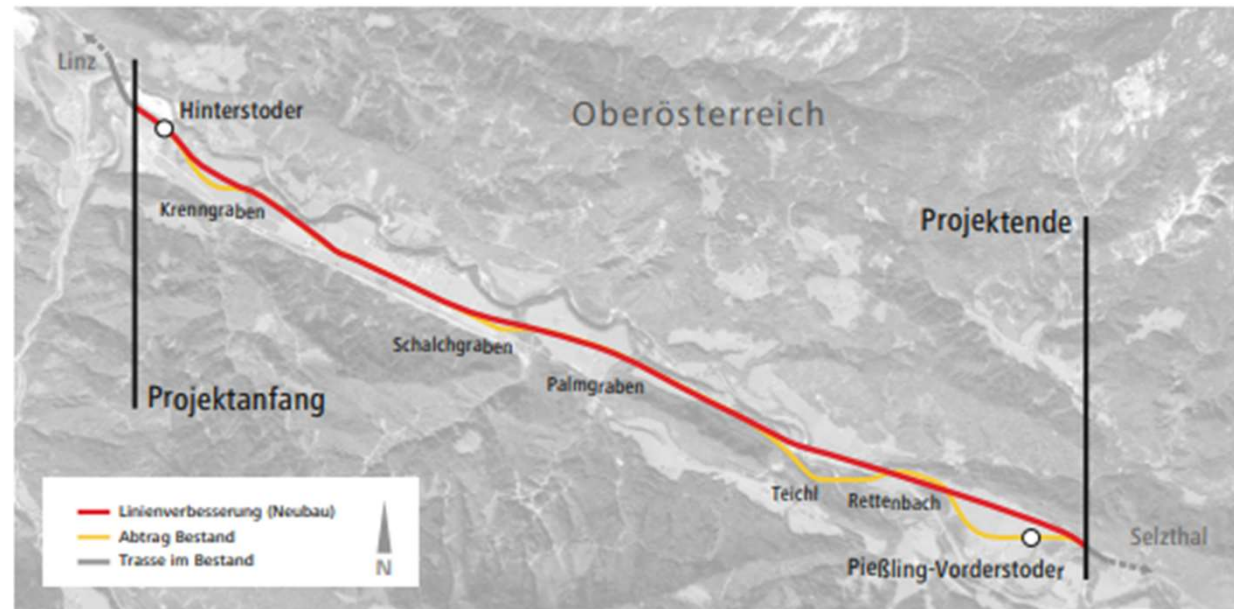 Linz
Hinterstoder
Oberösterreich
Krenngraben
Projektende
Schalchgraben
Palmgraben
Projektanfang
Teichl
Rettenbach
Selzthal
Pießling-Vorderstoder
Linienverbesserung (Neubau)
Abtrag Bestand
Trasse im Bestand
N